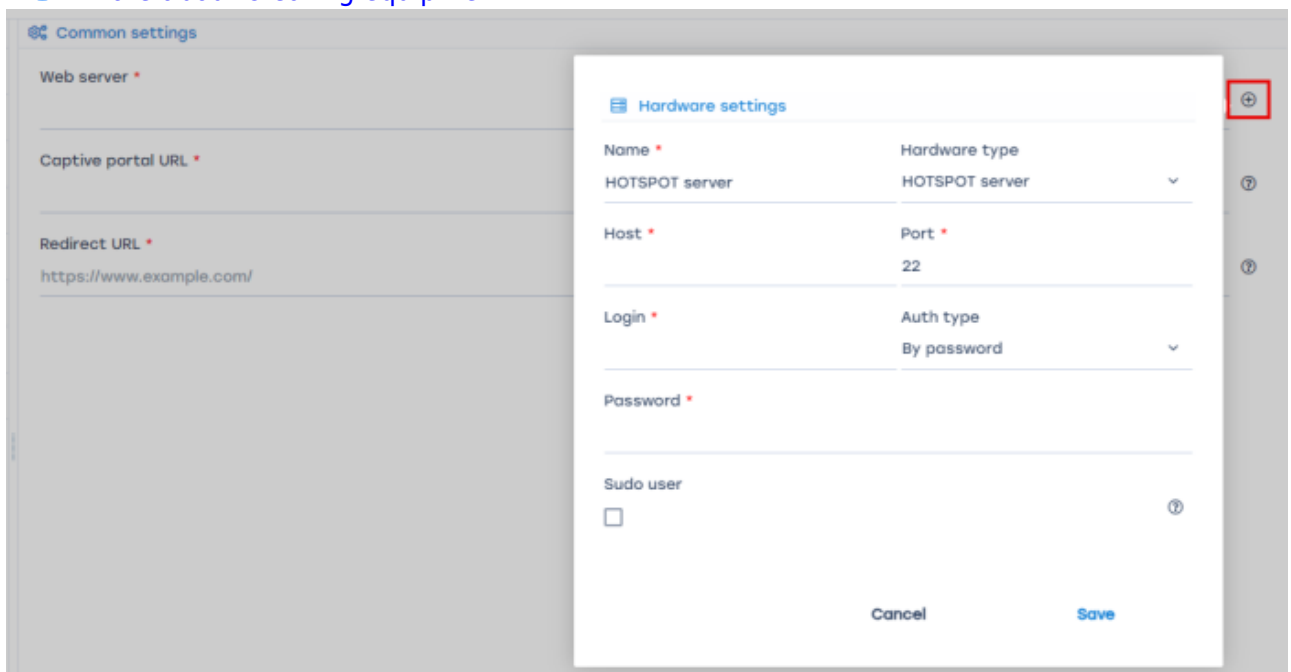 Common settings
Web server *
Captive portal URL *
Redirect URL *
https://www.example.com/
Hardware settings
Name *
Hardware type
HOTSPOT server
HOTSPOT server
Host *
Port *
22
Login *
Auth type
By password
Password *
Sudo user
Cancel
Save